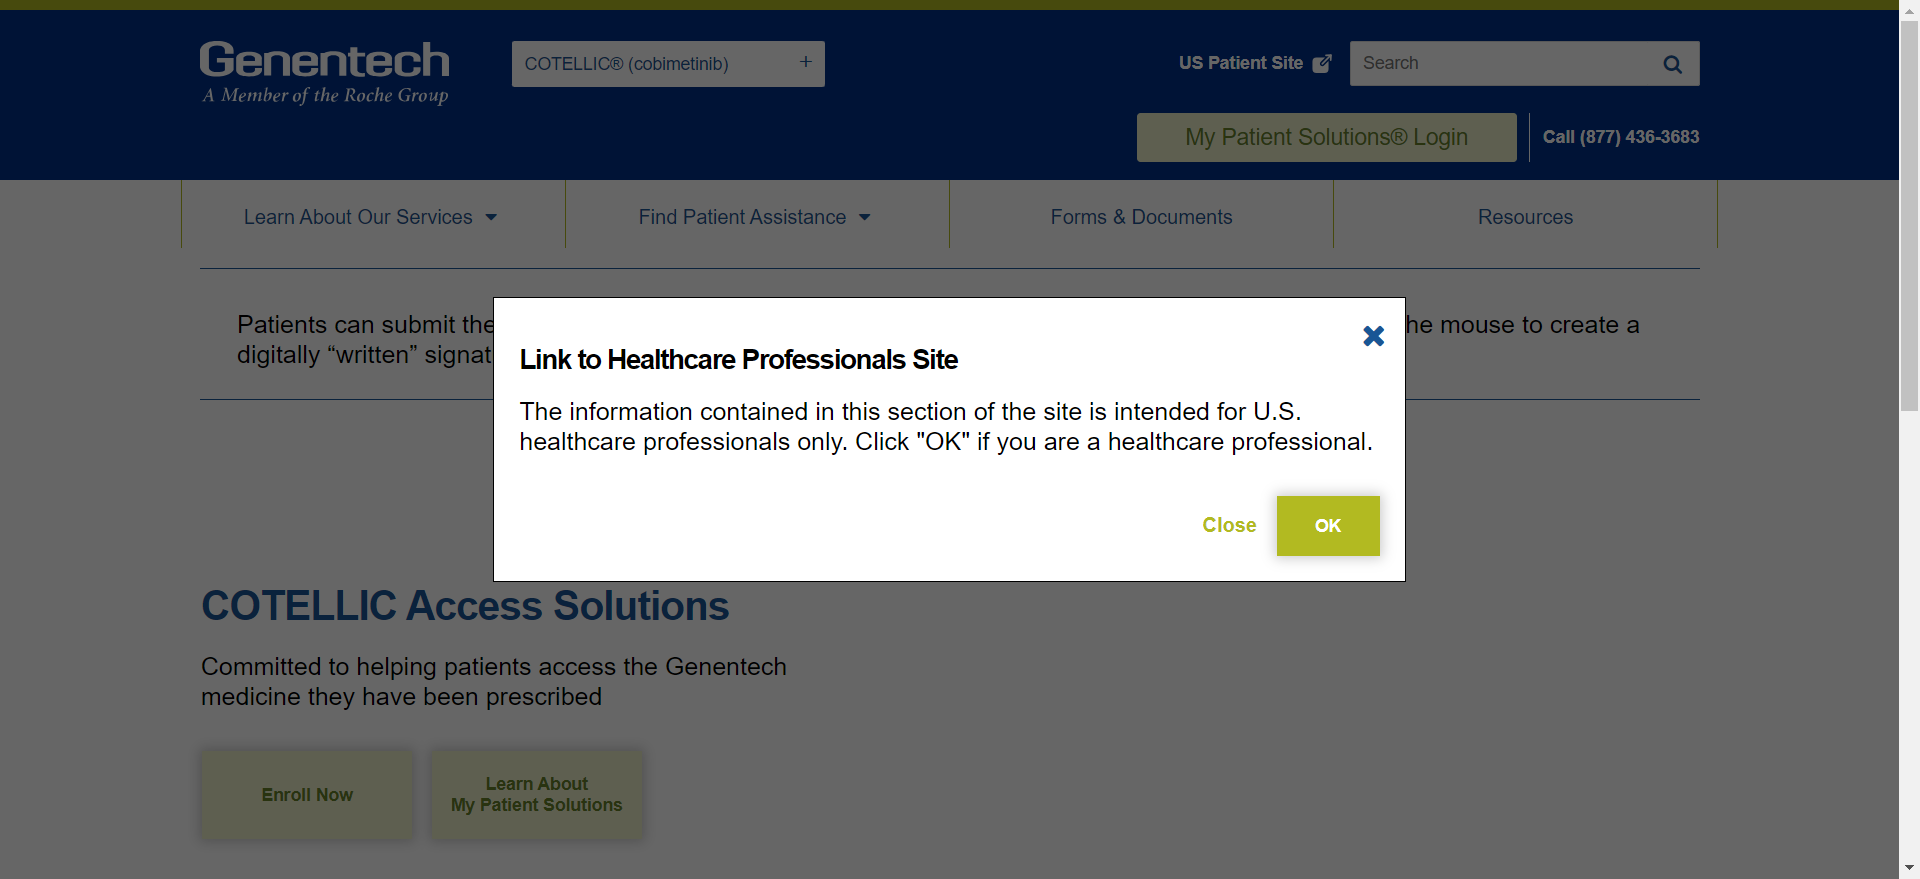 Genentech
A Member of the Roche Group
COTELLIC® (cobimetinib) +
US Patient Site
Search
My Patient Solutions® Login
Call (877) 436-3683
Learn About Our Services
Find Patient Assistance
Forms & Documents
Resources
Patients can submit the
he mouse to create a
digitally “written” signat
Link to Healthcare Professionals Site
The information contained in this section of the site is intended for U.S.
healthcare professionals only. Click "OK" if you are a healthcare professional.
Close
OK
COTELLIC Access Solutions
Committed to helping patients access the Genentech
medicine they have been prescribed
Enroll Now
Learn About
My Patient Solutions